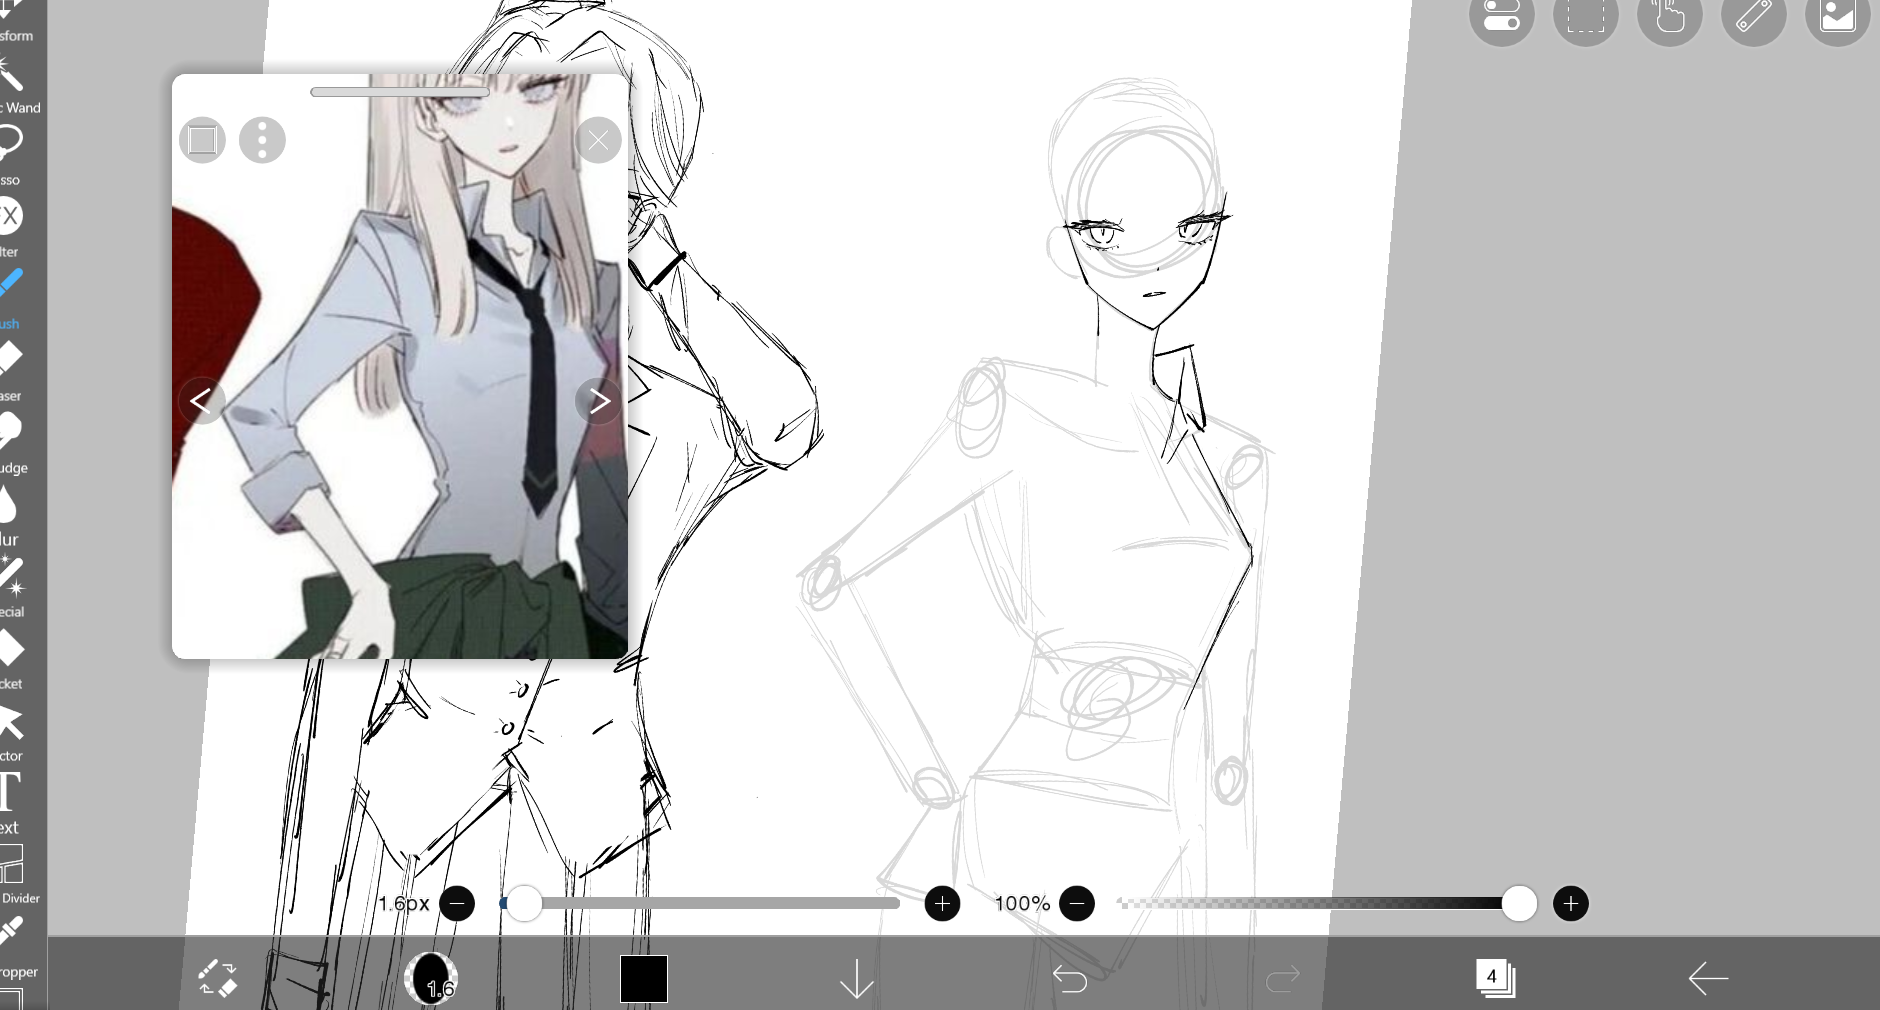 sform
c Wand
sso
FX
lter
ush
aser
udge
lur
ecial
cket
ctor
T
ext
Divider
ropper
1.6px
100%
1.6
4